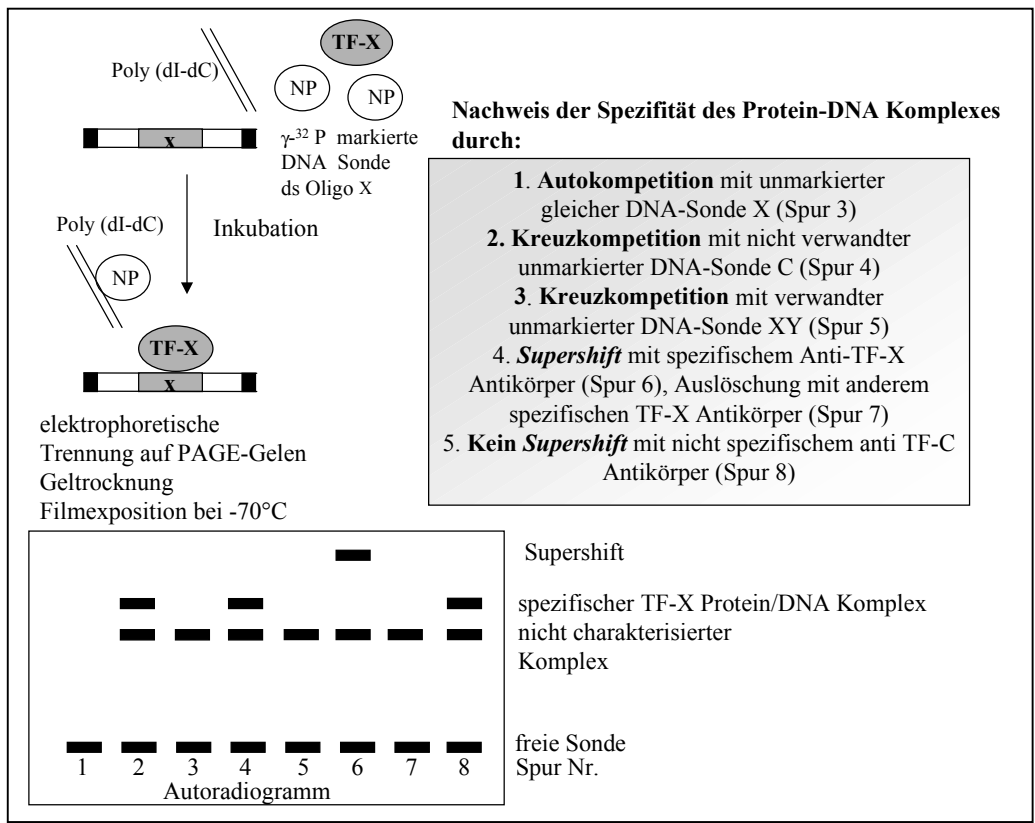 TF-X
Poly (dI-dC)
NP
NP
x
γ-³² P markierte
DNA Sonde
ds Oligo X
Poly (dI-dC)
Inkubation
NP
TF-X
x
elektrophoretische
Trennung auf PAGE-Gelen
Geltrocknung
Filmexposition bei -70°C
Nachweis der Spezifität des Protein-DNA Komplexes
durch:
1. Autokompetition mit unmarkierter
gleicher DNA-Sonde X (Spur 3)
2. Kreuzkompetition mit nicht verwandter
unmarkierter DNA-Sonde C (Spur 4)
3. Kreuzkompetition mit verwandter
unmarkierter DNA-Sonde XY (Spur 5)
4. Supershift mit spezifischem Anti-TF-X
Antikörper (Spur 6), Auslöschung mit anderem
spezifischen TF-X Antikörper (Spur 7)
5. Kein Supershift mit nicht spezifischem anti TF-C
Antikörper (Spur 8)
Supershift
spezifischer TF-X Protein/DNA Komplex
nicht charakterisierter
Komplex
freie Sonde
1 2 3 4 5 6 7 8 Spur Nr.
Autoradiogramm